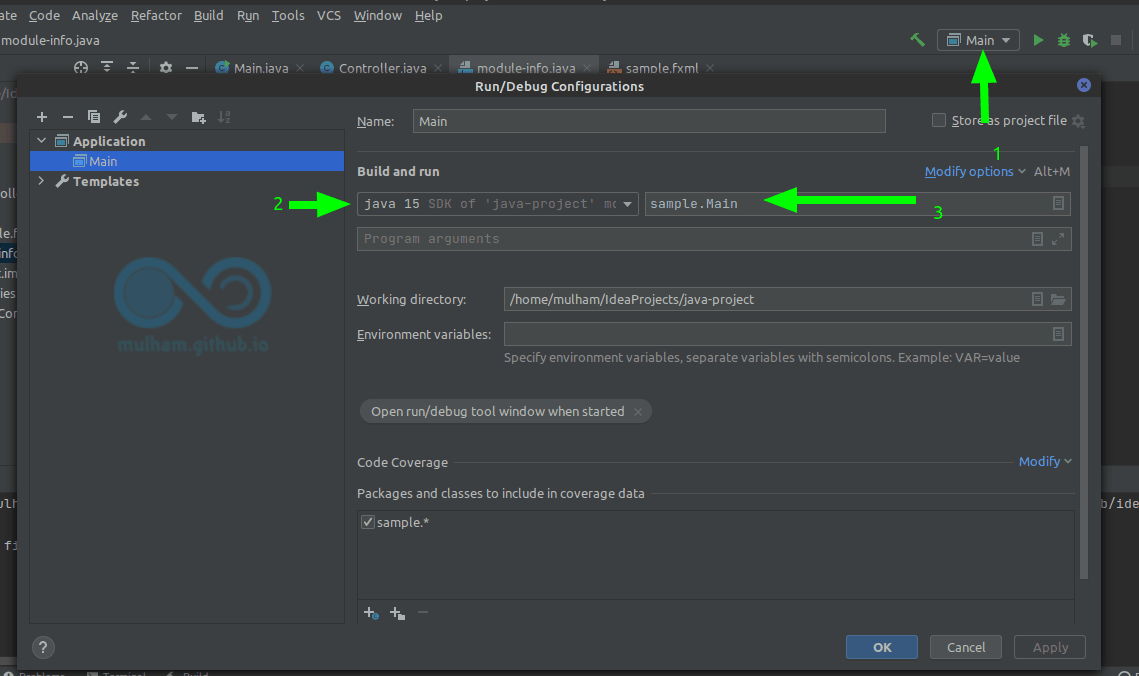 ate Code Analyze Refactor Build Run Tools VCS Window Help
module-info.java
Main
Main.java
Controller.java
module-info.java
sample.fxml
Run/Debug Configurations
Name:
Main
Store as project file
1
Application
Main
Templates
Build and run
Modify options
Alt+M
2
java 15 SDK of 'java-project' mo
sample.Main
3
Program arguments
Working directory:
/home/mulham/IdeaProjects/java-project
mulham.github.io
Environment variables:
Specify environment variables, separate variables with semicolons. Example: VAR=value
Open run/debug tool window when started
Code Coverage
Modify
Packages and classes to include in coverage data
sample.*
b/ide
?
OK
Cancel
Apply